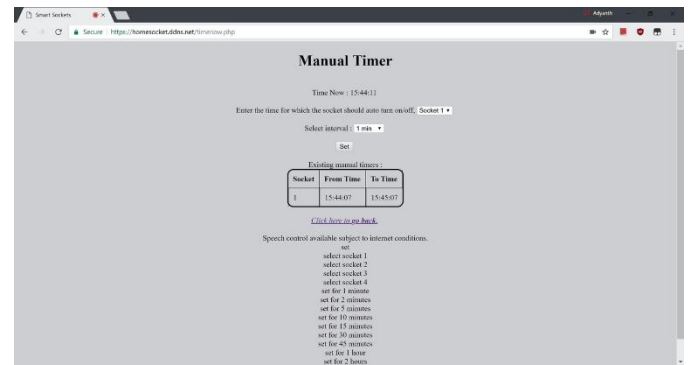 Smart Sockets
Adyanth
Secure https://homesocket.ddns.net/timenow.php
Manual Timer
Time Now : 15:44:11
Enter the time for which the socket should auto turn on/off, Socket 1
Select interval : 1 min
Set
Existing manual timers :
Socket From Time To Time
1 15:44:07 15:45:07
Click here to go back.
Speech control available subject to internet conditions.
set
select socket 1
select socket 2
select socket 3
select socket 4
set for 1 minute
set for 2 minutes
set for 5 minutes
set for 10 minutes
set for 15 minutes
set for 30 minutes
set for 45 minutes
set for 1 hour
set for 2 hours